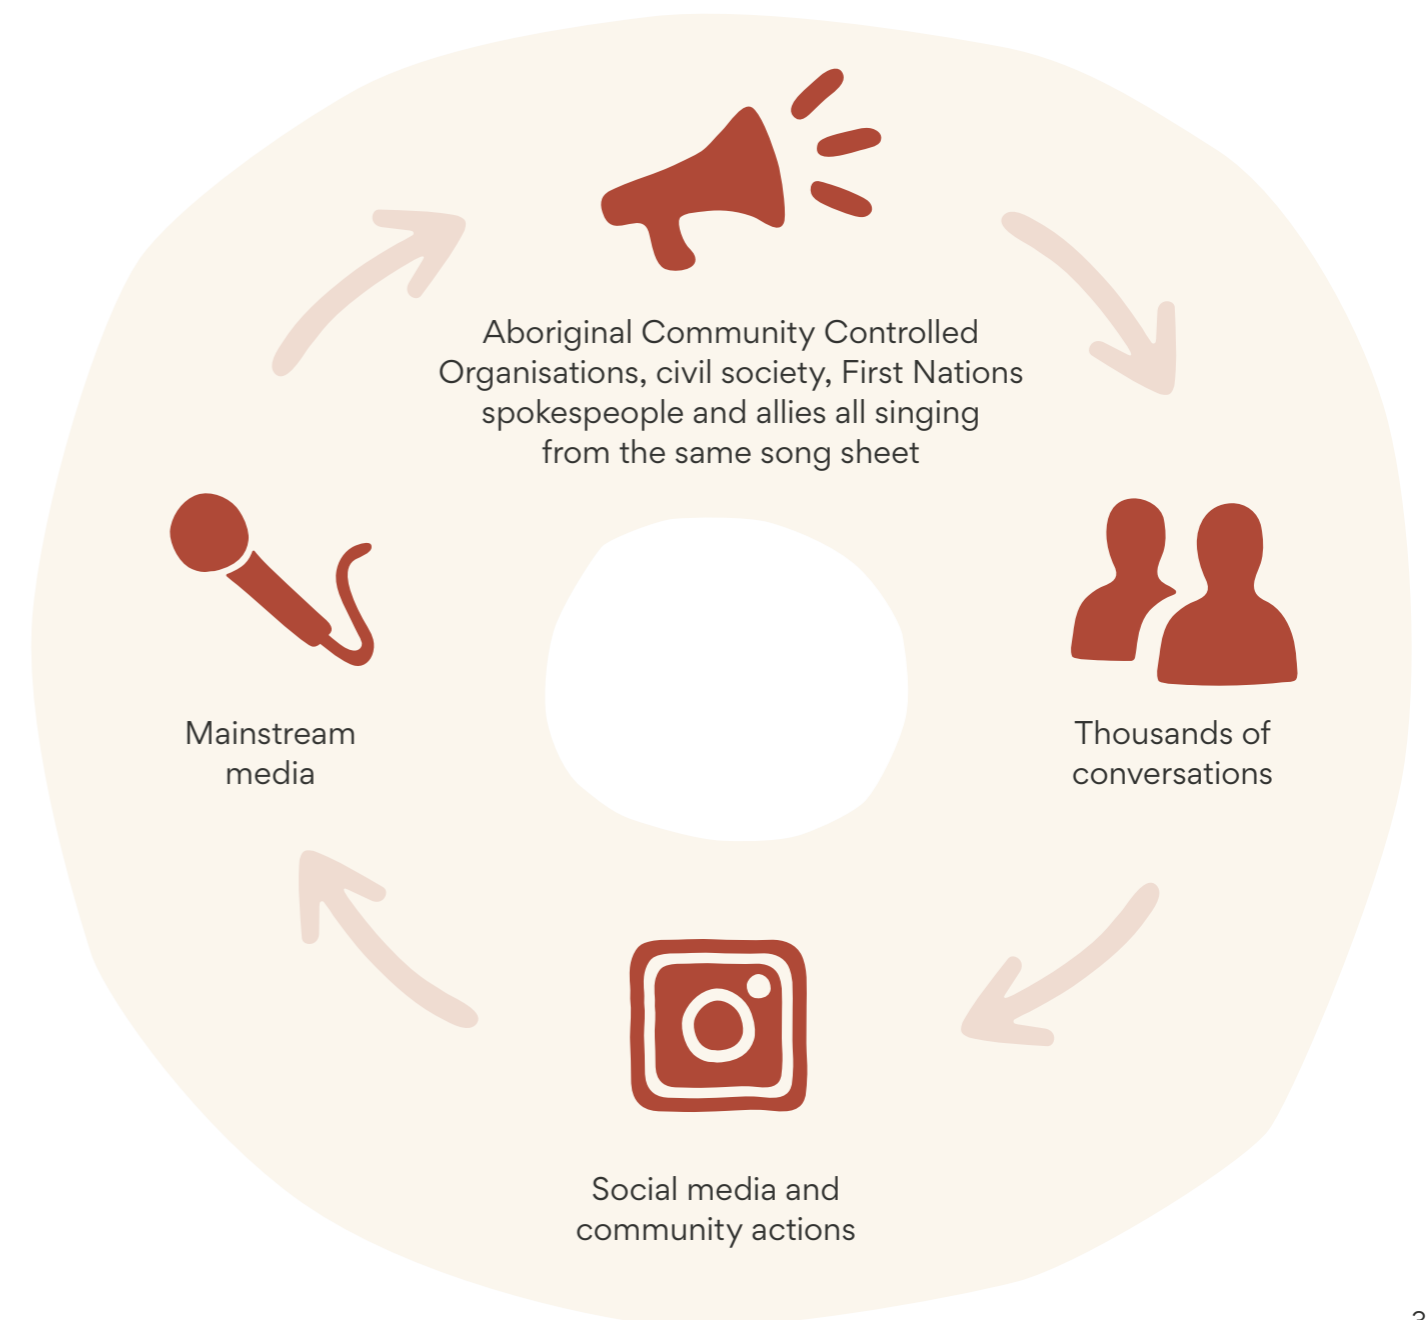 Aboriginal Community Controlled
Organisations, civil society, First Nations
spokespeople and allies all singing
from the same song sheet
Mainstream
media
Thousands of
conversations
Social media and
community actions